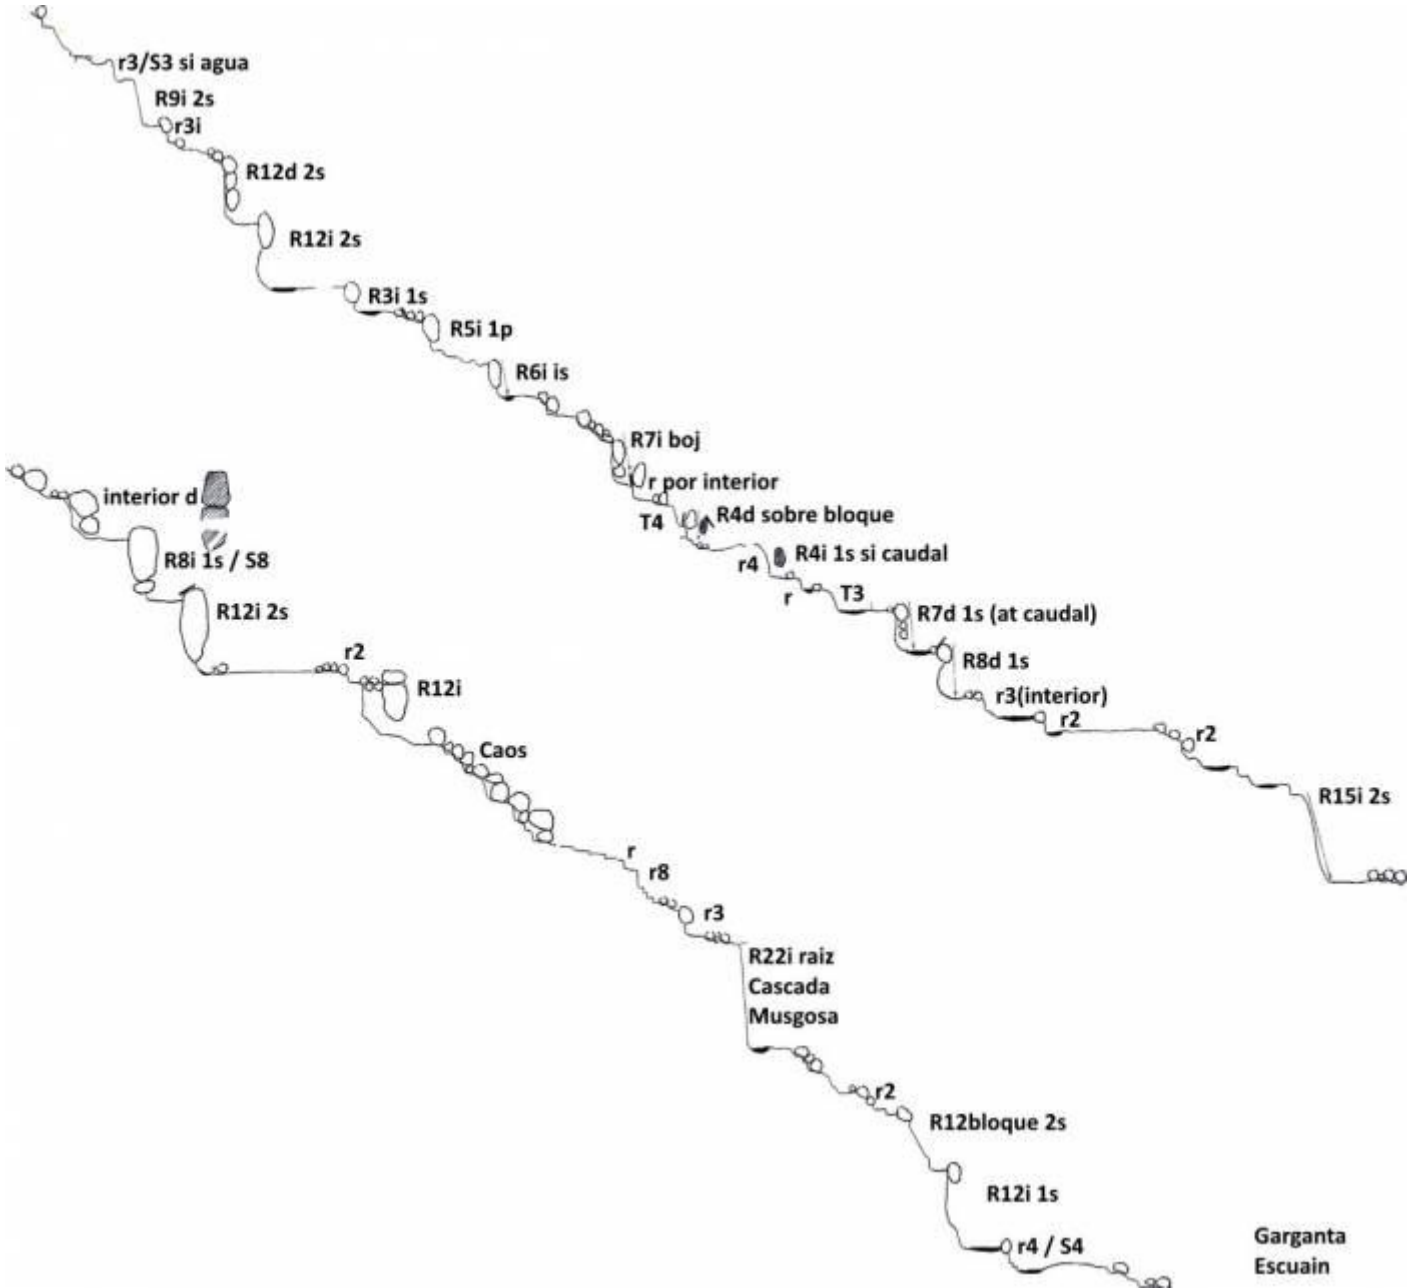 r3/S3 si agua
R9i 2s
r3i
R12d 2s
R12i 2s
R3i 1s
R5i 1p
R6i is
R7i boj
r por interior
T4
R4d sobre bloque
r4
R4i 1s si caudal
r
T3
R7d 1s (at caudal)
R8d 1s
r3(interior)
r2
r2
R15i 2s
interior d
R8i 1s / S8
R12i 2s
r2
R12i
Caos
r
r8
r3
R22i raiz
Cascada
Musgosa
r2
R12bloque 2s
R12i 1s
r4 / S4
Garganta
Escuain